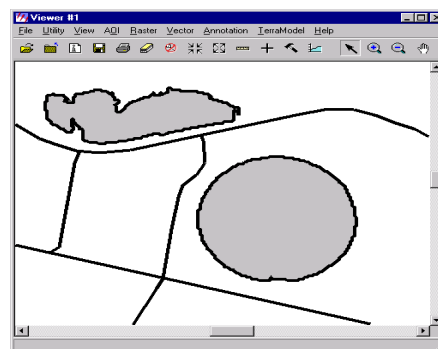 Viewer #1
File Utility View AOI Raster Vector Annotation TerraModel Help